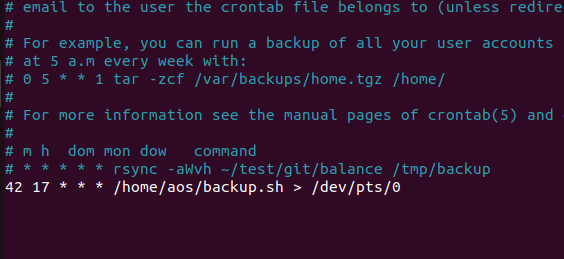 # email to the user the crontab file belongs to (unless redire
#
# For example, you can run a backup of all your user accounts
# at 5 a.m every week with:
# 0 5 * * 1 tar -zcf /var/backups/home.tgz /home/
#
# For more information see the manual pages of crontab(5) and
#
# m h  dom mon dow   command
# * * * * * rsync -aWvh ~/test/git/balance /tmp/backup
42 17 * * * /home/aos/backup.sh > /dev/pts/0